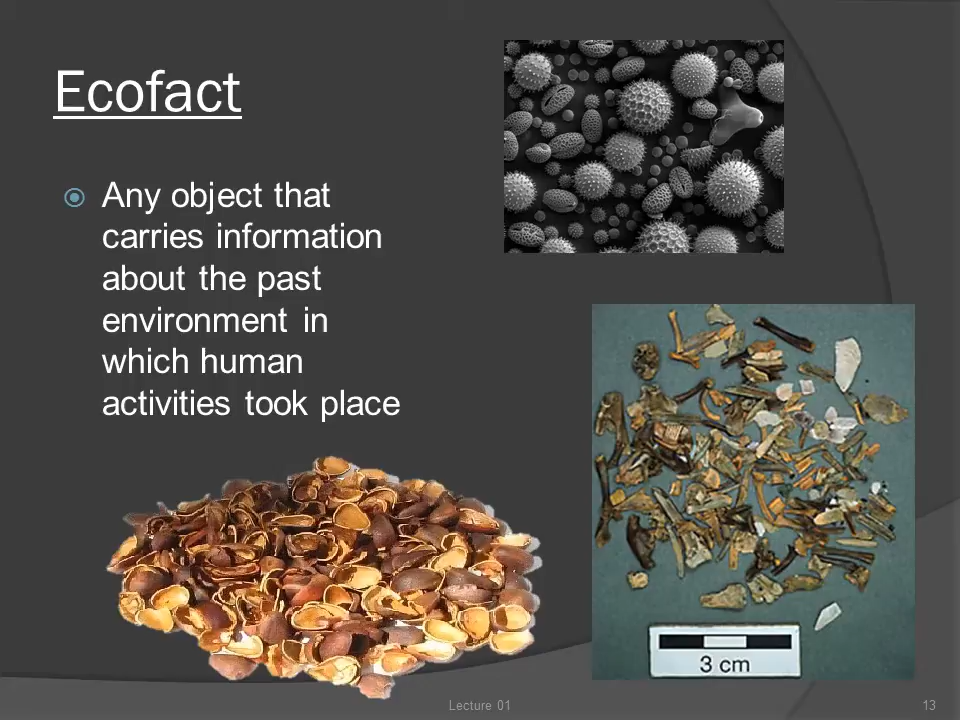 Ecofact
Any object that
carries information
about the past
environment in
which human
activities took place
3 cm
Lecture 01
13